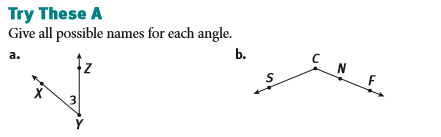 Try These A
Give all possible names for each angle.
a.
Z
X
3
Y
b.
C
N
S
F